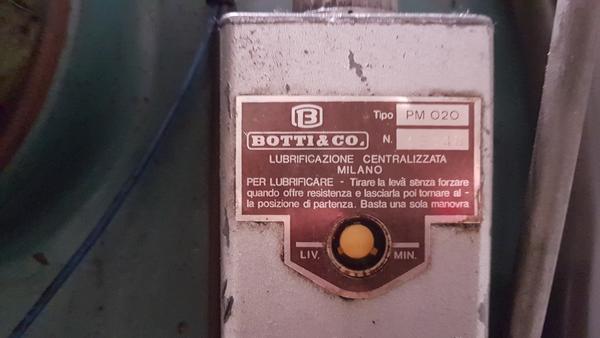 B
Tipo PM 020
BOTTI & CO. N.
LUBRIFICAZIONE CENTRALIZZATA
MILANO
PER LUBRIFICARE - Tirare la levà senza forzare
quando offre resistenza e lasciarla poi tornare al -
la posizione di partenza. Basta una sola manovra
LIV. MIN.